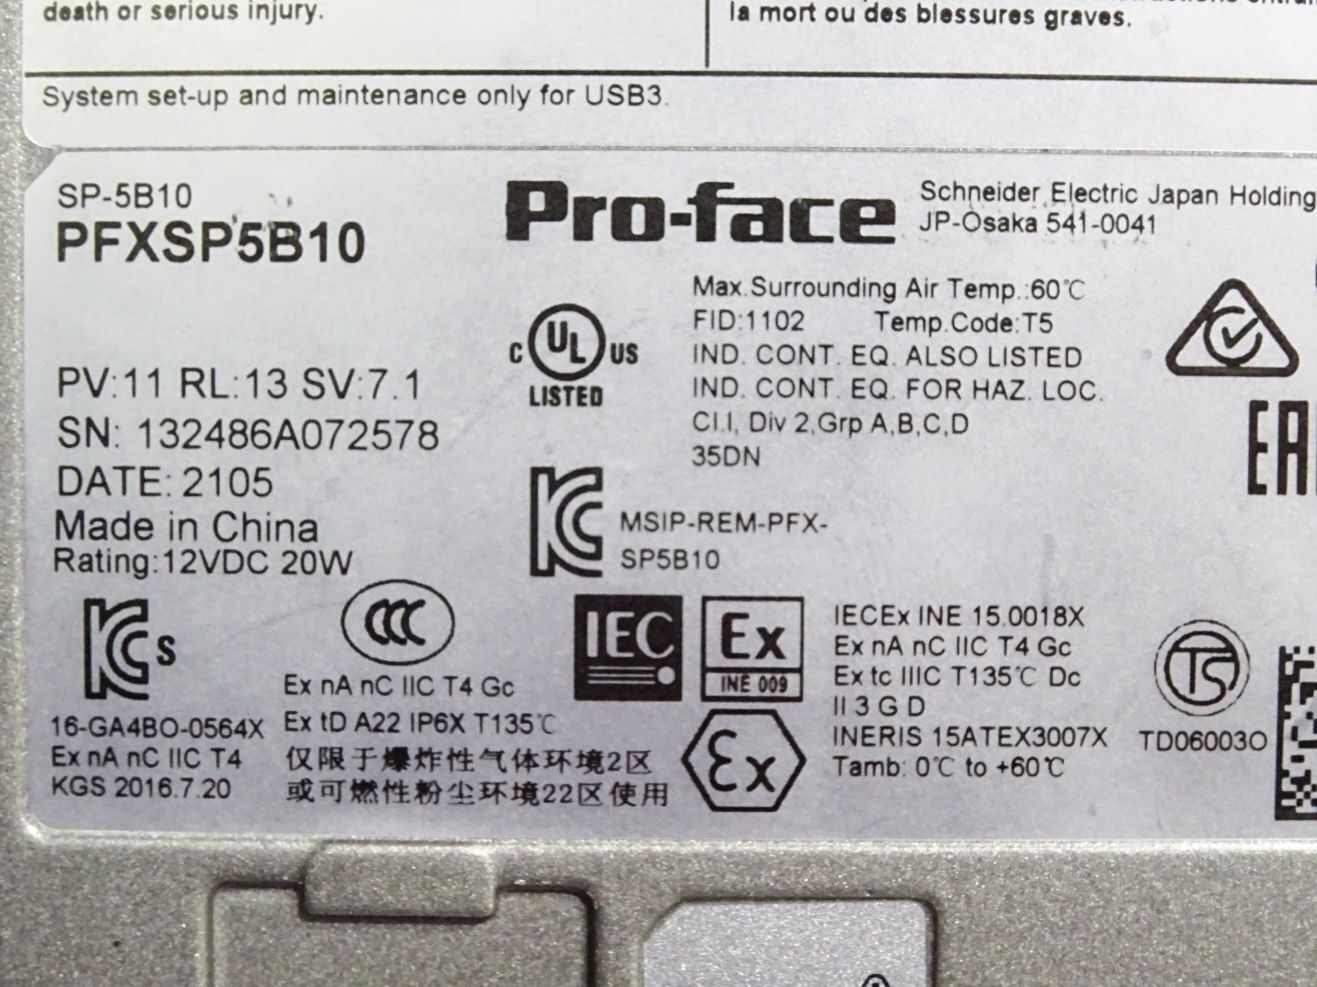 death or serious injury.
la mort ou des blessures graves.
System set-up and maintenance only for USB3.
SP-5B10
PFXSP5B10
Pro-face
Schneider Electric Japan Holding
JP-Osaka 541-0041
PV:11 RL:13 SV:7.1
SN: 132486A072578
DATE: 2105
Made in China
Rating:12VDC 20W
C UL US
LISTED
Max.Surrounding Air Temp.:60℃
FID:1102 Temp.Code:T5
IND. CONT. EQ. ALSO LISTED
IND. CONT. EQ. FOR HAZ. LOC.
Cl.I, Div 2,Grp A,B,C,D
35DN
MSIP-REM-PFX-
SP5B10
EA
S
16-GA4BO-0564X
Ex nA nC IIC T4
KGS 2016.7.20
CCC
Ex nA nC IIC T4 Gc
Ex tD A22 IP6X T135℃
仅限于爆炸性气体环境2区
或可燃性粉尘环境22区使用
IEC
Ex
INE 009
Ex
IECEx INE 15.0018X
Ex nA nC IIC T4 Gc
Ex tc IIIC T135℃ Dc
II 3 G D
INERIS 15ATEX3007X
Tamb: 0℃ to +60℃
TS
TD06003O